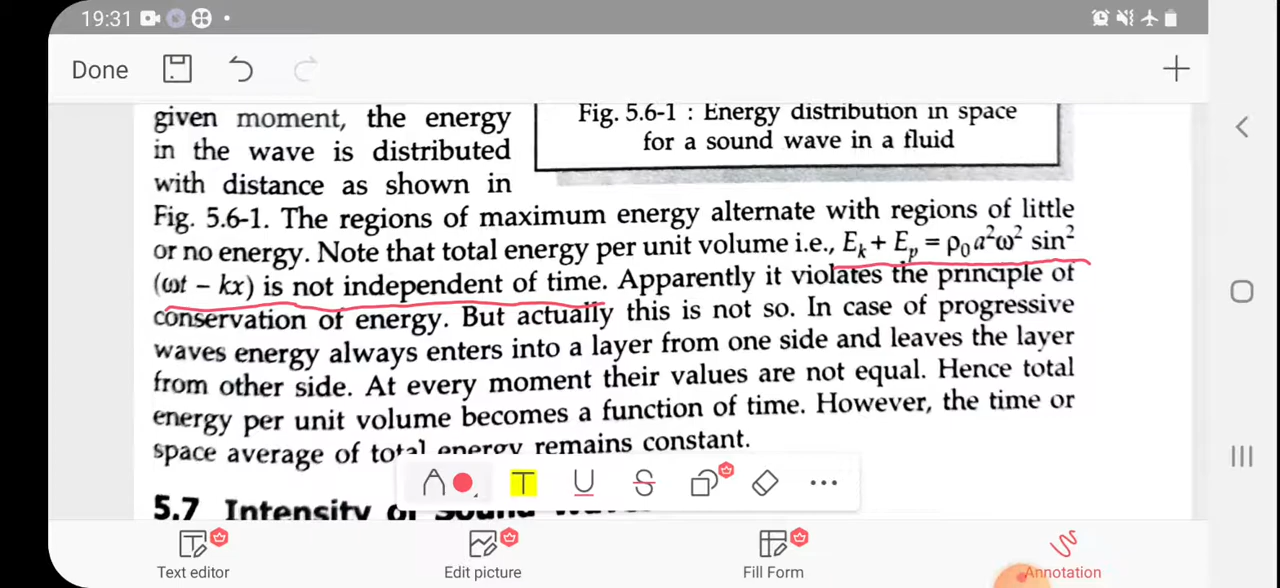 19:31
Done
given moment, the energy
in the wave is distributed
with distance as shown in
Fig. 5.6-1 : Energy distribution in space
for a sound wave in a fluid
Fig. 5.6-1. The regions of maximum energy alternate with regions of little
or no energy. Note that total energy per unit volume i.e., Eₖ + Eₚ = ρ₀a²ω² sin²
(ωt − kx) is not independent of time. Apparently it violates the principle of
conservation of energy. But actually this is not so. In case of progressive
waves energy always enters into a layer from one side and leaves the layer
from other side. At every moment their values are not equal. Hence total
energy per unit volume becomes a function of time. However, the time or
space average of total energy remains constant.
5.7 Intensity of Sound
T U S
Text editor
Edit picture
Fill Form
Annotation